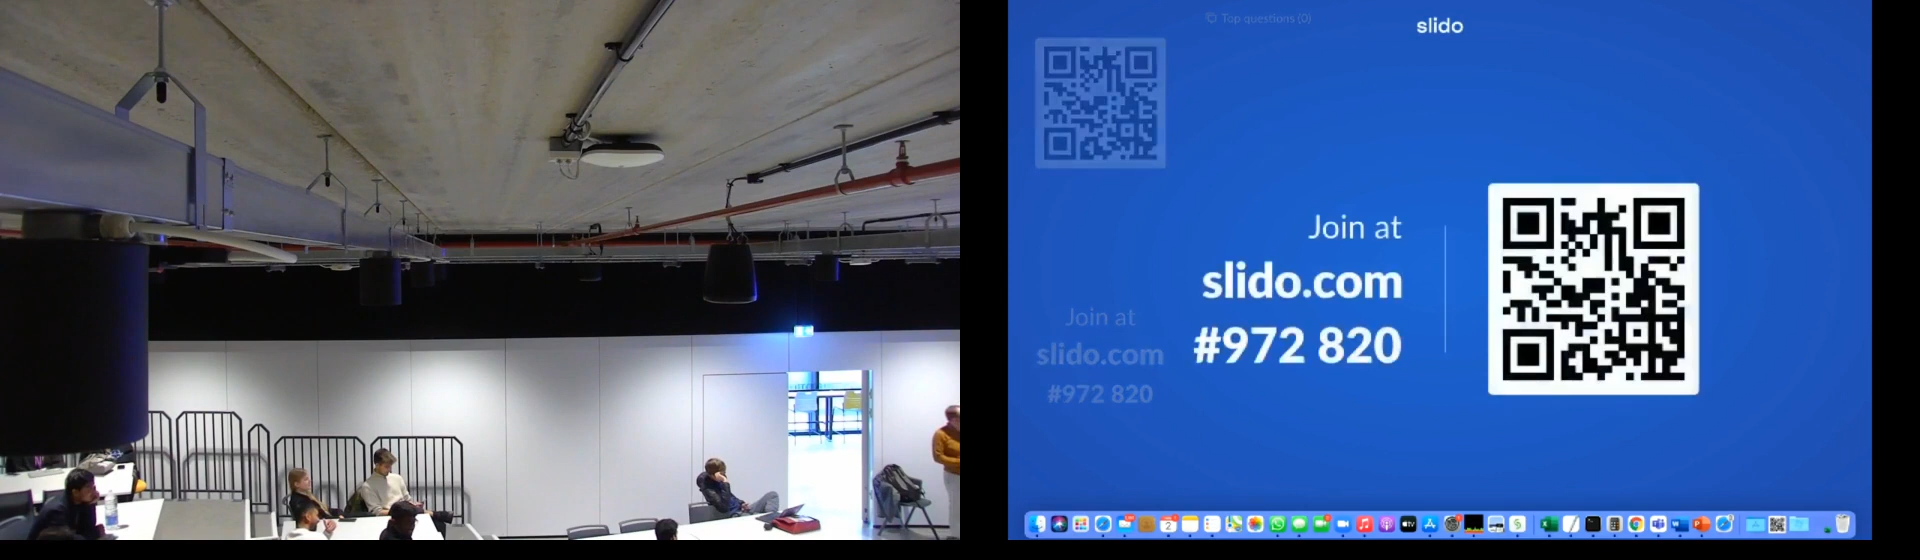 Top questions (0)
slido
Join at
slido.com
#972 820
Join at
slido.com
#972 820